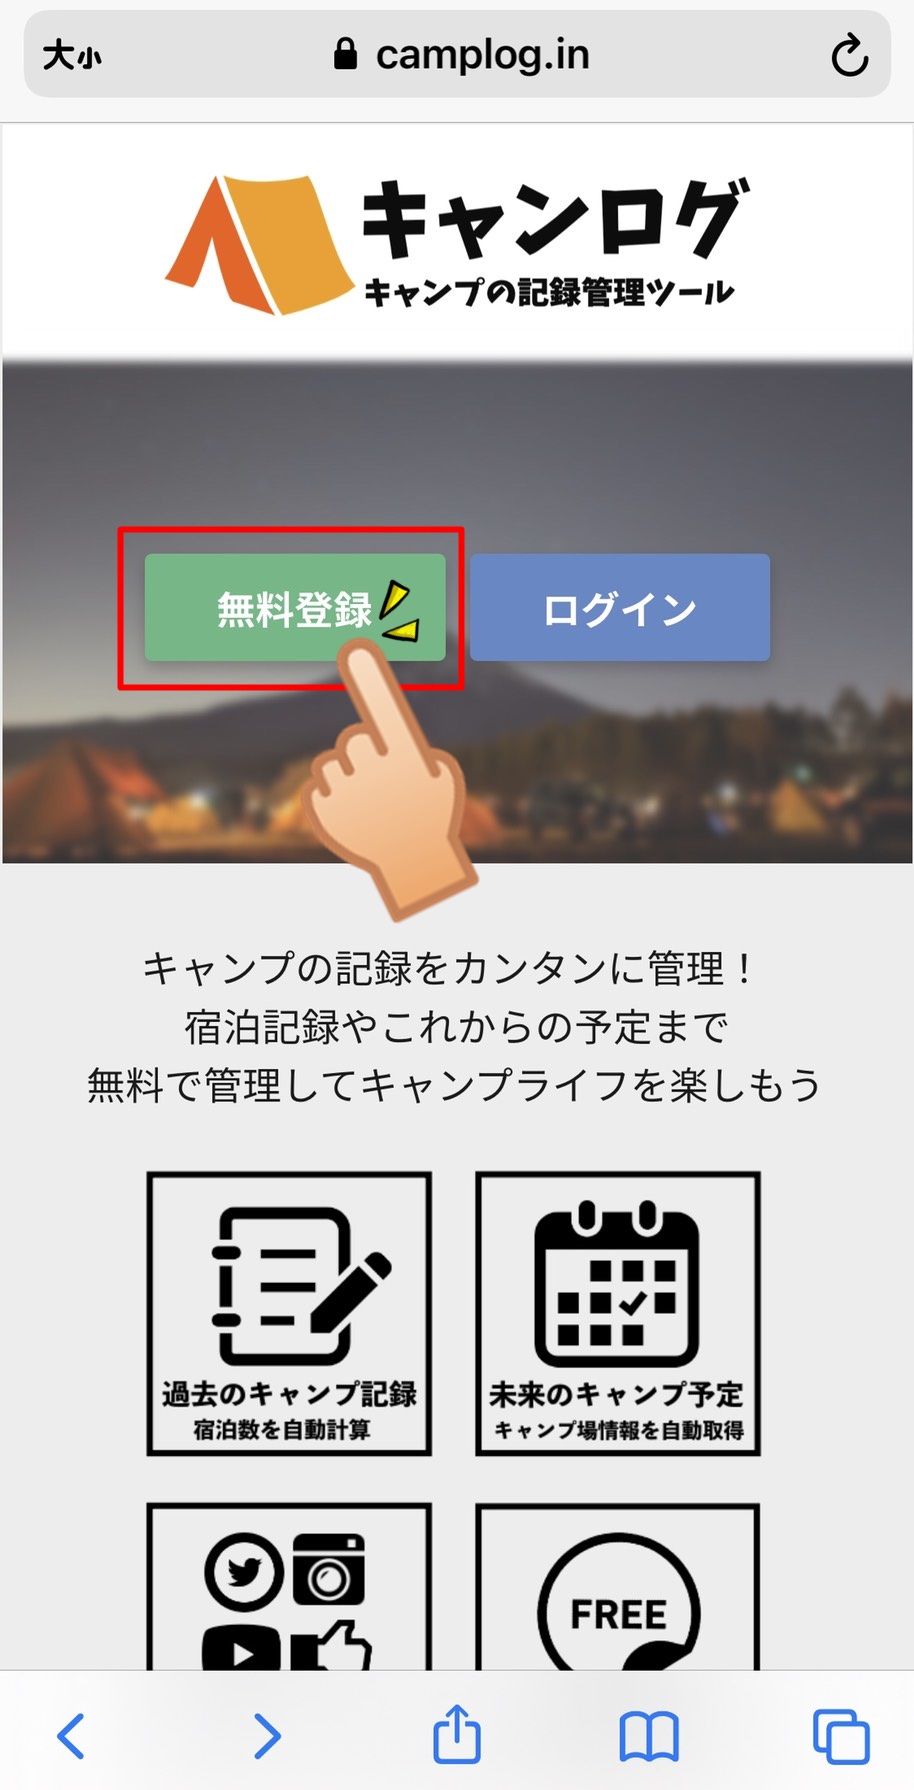 大小 camplog.in
キャンログ
キャンプの記録管理ツール
無料登録 ログイン
キャンプの記録をカンタンに管理！
宿泊記録やこれからの予定まで
無料で管理してキャンプライフを楽しもう
過去のキャンプ記録
宿泊数を自動計算
未来のキャンプ予定
キャンプ場情報を自動取得
FREE